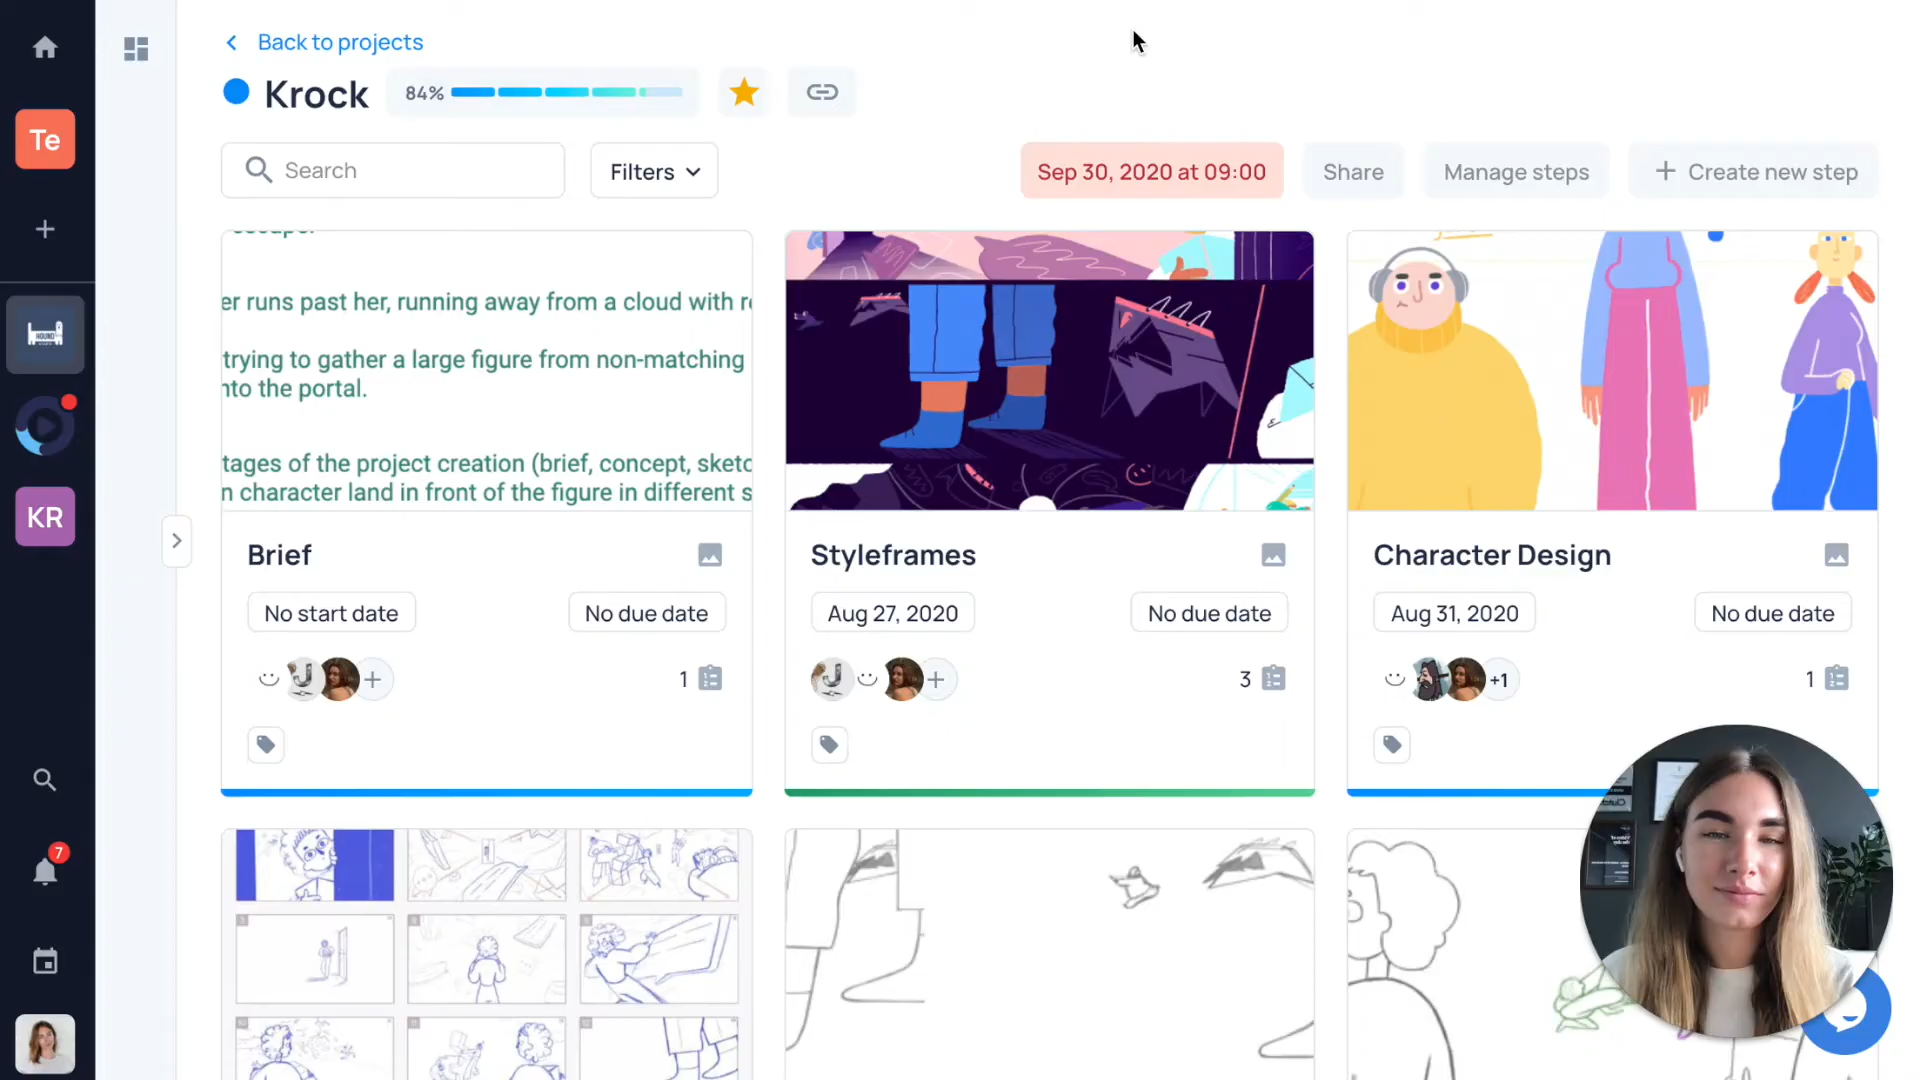 Back to projects
Krock
84%
Te
Search
Filters
Sep 30, 2020 at 09:00
Share
Manage steps
Create new step
er runs past her, running away from a cloud with
trying to gather a large figure from non-matching
nto the portal.
tages of the project creation (brief, concept,
n character land in front of the figure in different
HOUND
KR
Brief
Styleframes
Character Design
No start date
No due date
Aug 27, 2020
No due date
Aug 31, 2020
No due date
J
1
J
3
+1
1
7